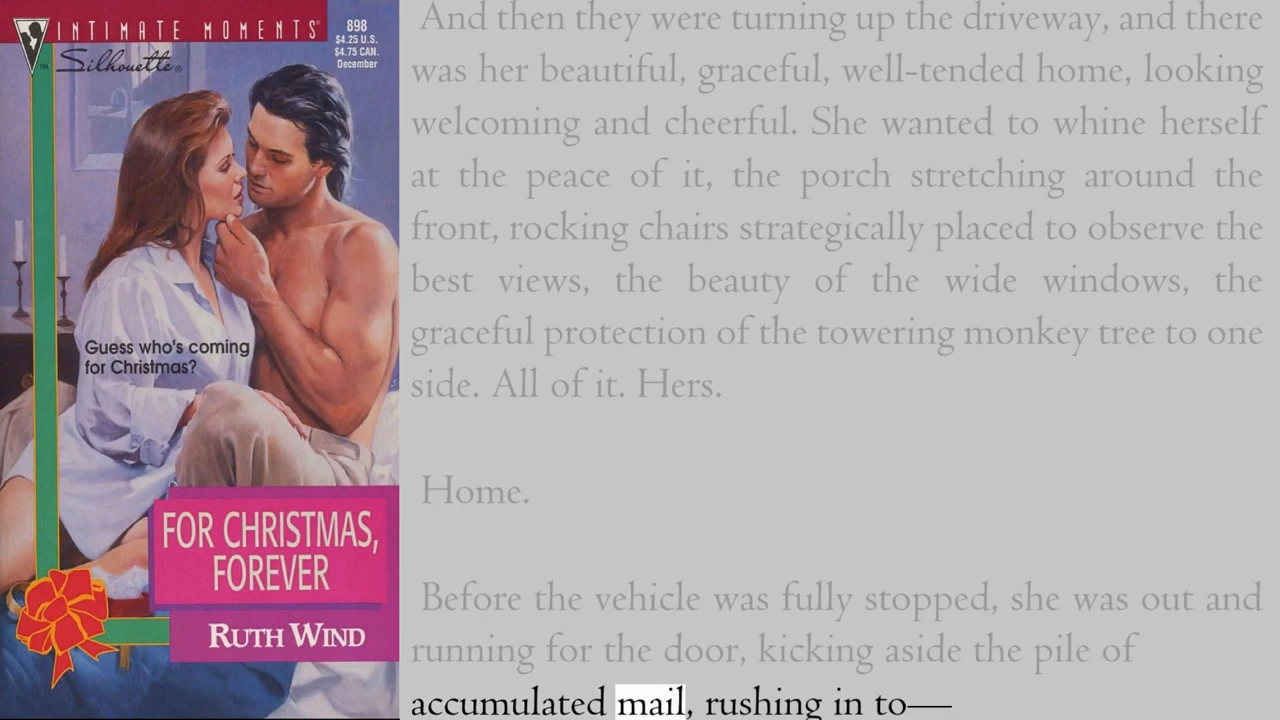 INTIMATE MOMENTS®
Silhouette®
™
898
$4.25 U.S.
$4.75 CAN.
December
Guess who's coming
for Christmas?
FOR CHRISTMAS,
FOREVER
RUTH WIND
And then they were turning up the driveway, and there
was her beautiful, graceful, well-tended home, looking
welcoming and cheerful. She wanted to whine herself
at the peace of it, the porch stretching around the
front, rocking chairs strategically placed to observe the
best views, the beauty of the wide windows, the
graceful protection of the towering monkey tree to one
side. All of it. Hers.
Home.
Before the vehicle was fully stopped, she was out and
running for the door, kicking aside the pile of
accumulated mail, rushing in to—